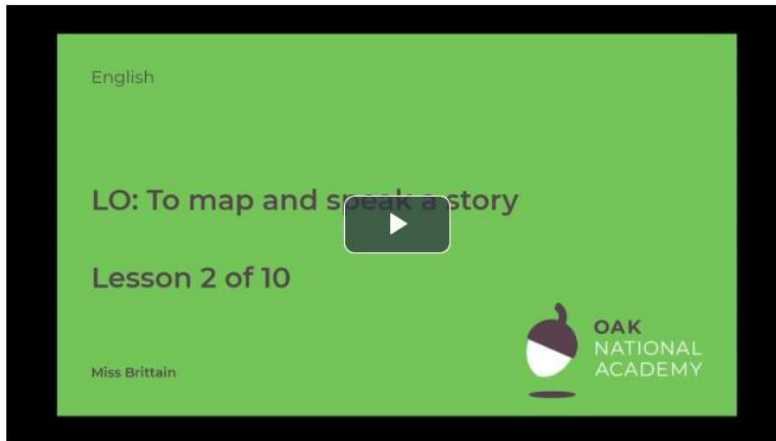 English
LO: To map and speak a story
Lesson 2 of 10
Miss Brittain
OAK
NATIONAL
ACADEMY